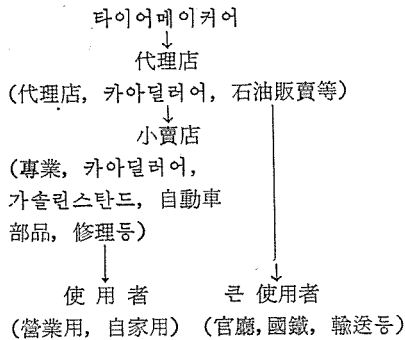 타이어메이커어
↓
代理店
(代理店, 카아딜러어, 石油販賣等)
↓
小賣店
(專業, 카아딜러어,
가솔린스탄드, 自動車
部品, 修理등)
↓ ↓
使用者 큰 使用者
(營業用, 自家用) (官廳,國鐵, 輸送등)